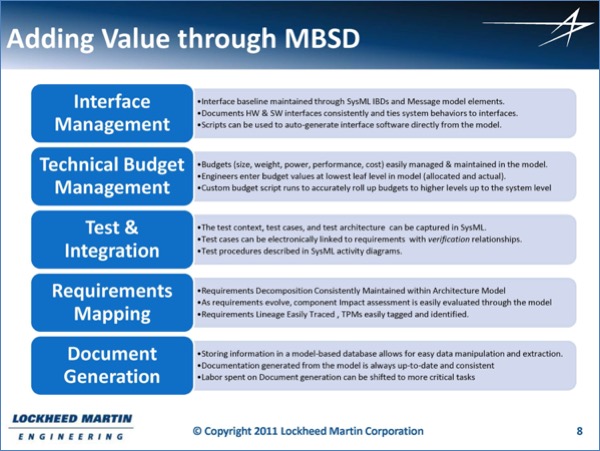 Adding Value through MBSD
Interface
Management
•Interface baseline maintained through SysML IBDs and Message model elements.
•Documents HW & SW interfaces consistently and ties system behaviors to interfaces.
•Scripts can be used to auto-generate interface software directly from the model.
Technical Budget
Management
•Budgets (size, weight, power, performance, cost) easily managed & maintained in the model.
•Engineers enter budget values at lowest leaf level in model (allocated and actual).
•Custom budget script runs to accurately roll up budgets to higher levels up to the system level
Test &
Integration
•The test context, test cases, and test architecture can be captured in SysML.
•Test cases can be electronically linked to requirements with verification relationships.
•Test procedures described in SysML activity diagrams.
Requirements
Mapping
•Requirements Decomposition Consistently Maintained within Architecture Model
•As requirements evolve, component Impact assessment is easily evaluated through the model
•Requirements Lineage Easily Traced , TPMs easily tagged and identified.
Document
Generation
•Storing information in a model-based database allows for easy data manipulation and extraction.
•Documentation generated from the model is always up-to-date and consistent
•Labor spent on Document generation can be shifted to more critical tasks
LOCKHEED MARTIN
ENGINEERING
© Copyright 2011 Lockheed Martin Corporation
8